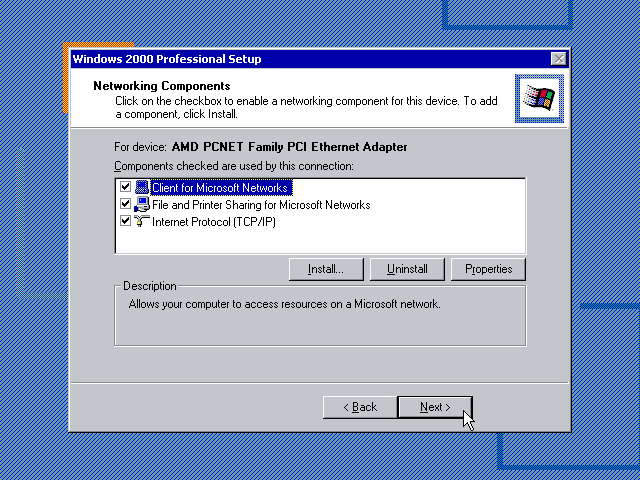 Windows 2000 Professional Setup
Networking Components
Click on the checkbox to enable a networking component for this device. To add
a component, click Install.
For device: AMD PCNET Family PCI Ethernet Adapter
Components checked are used by this connection:
Client for Microsoft Networks
File and Printer Sharing for Microsoft Networks
Internet Protocol (TCP/IP)
Install... Uninstall Properties
Description
Allows your computer to access resources on a Microsoft network.
< Back Next >